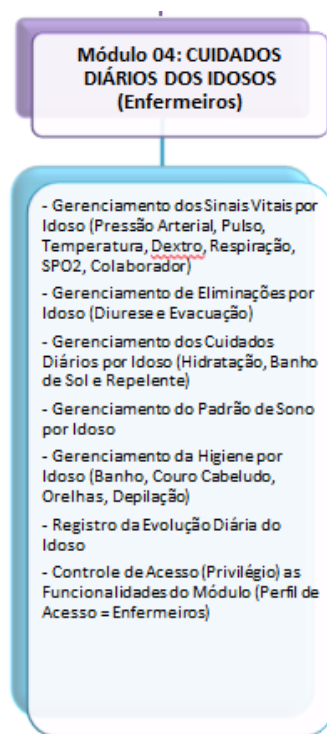 Módulo 04: CUIDADOS
DIÁRIOS DOS IDOSOS
(Enfermeiros)
- Gerenciamento dos Sinais Vitais por
Idoso (Pressão Arterial, Pulso,
Temperatura, Dextro, Respiração,
SPO2, Colaborador)
- Gerenciamento de Eliminações por
Idoso (Diurese e Evacuação)
- Gerenciamento dos Cuidados
Diários por Idoso (Hidratação, Banho
de Sol e Repelente)
- Gerenciamento do Padrão de Sono
por Idoso
- Gerenciamento da Higiene por
Idoso (Banho, Couro Cabeludo,
Orelhas, Depilação)
- Registro da Evolução Diária do
Idoso
- Controle de Acesso (Privilégio) as
Funcionalidades do Módulo (Perfil de
Acesso = Enfermeiros)